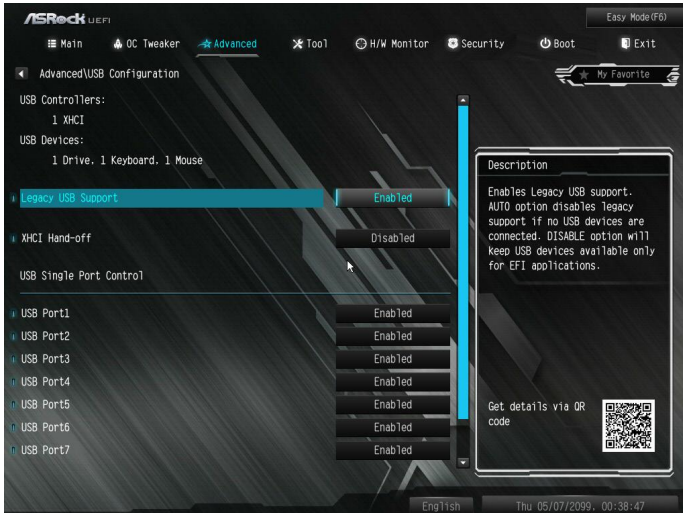 ASRock UEFI
Easy Mode(F6)
Main OC Tweaker Advanced Tool H/W Monitor Security Boot Exit
Advanced\USB Configuration
My Favorite
USB Controllers:
1 XHCI
USB Devices:
1 Drive. 1 Keyboard. 1 Mouse
Legacy USB Support Enabled
XHCI Hand-off Disabled
USB Single Port Control
USB Port1 Enabled
USB Port2 Enabled
USB Port3 Enabled
USB Port4 Enabled
USB Port5 Enabled
USB Port6 Enabled
USB Port7 Enabled
Description
Enables Legacy USB support.
AUTO option disables legacy
support if no USB devices are
connected. DISABLE option will
keep USB devices available only
for EFI applications.
Get details via QR
code
English
Thu 05/07/2099. 00:38:47